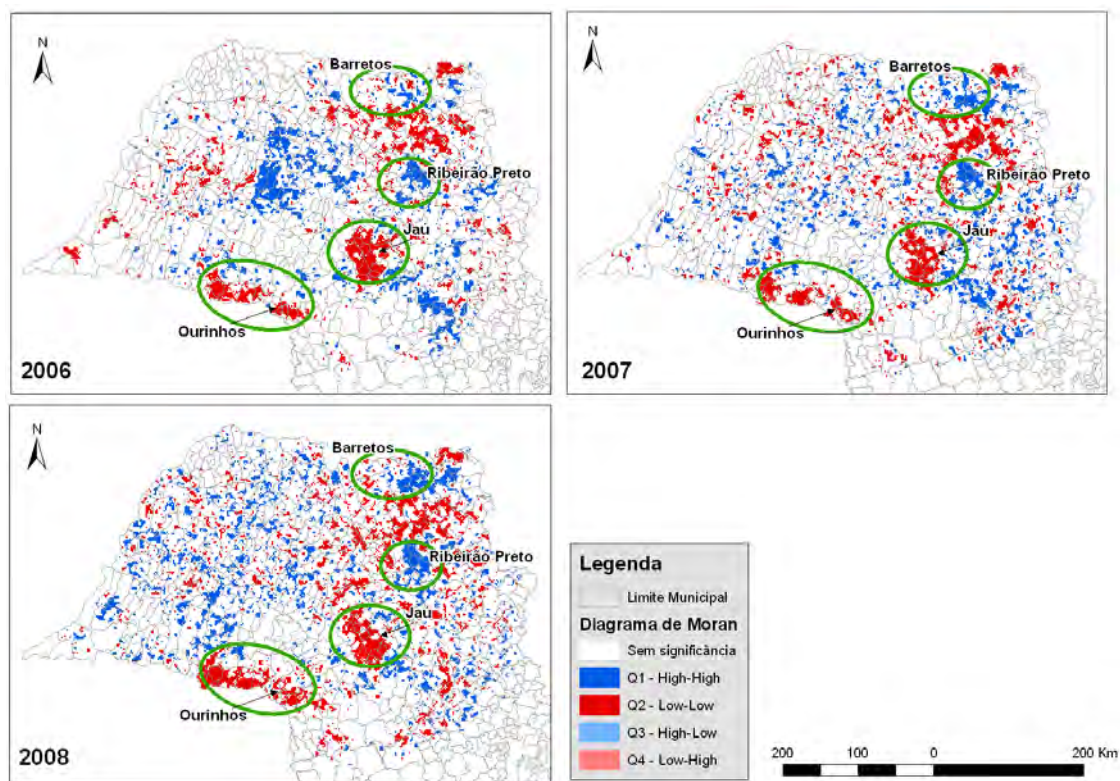 N
Barretos
Ribeirão Preto
Jaú
Ourinhos
2006
N
Barretos
Ribeirão Preto
Jaú
Ourinhos
2007
N
Barretos
Ribeirão Preto
Jaú
Ourinhos
2008
Legenda
Limite Municipal
Diagrama de Moran
Sem significância
Q1 - High-High
Q2 - Low-Low
Q3 - High-Low
Q4 - Low-High
200 100 0 200 Km